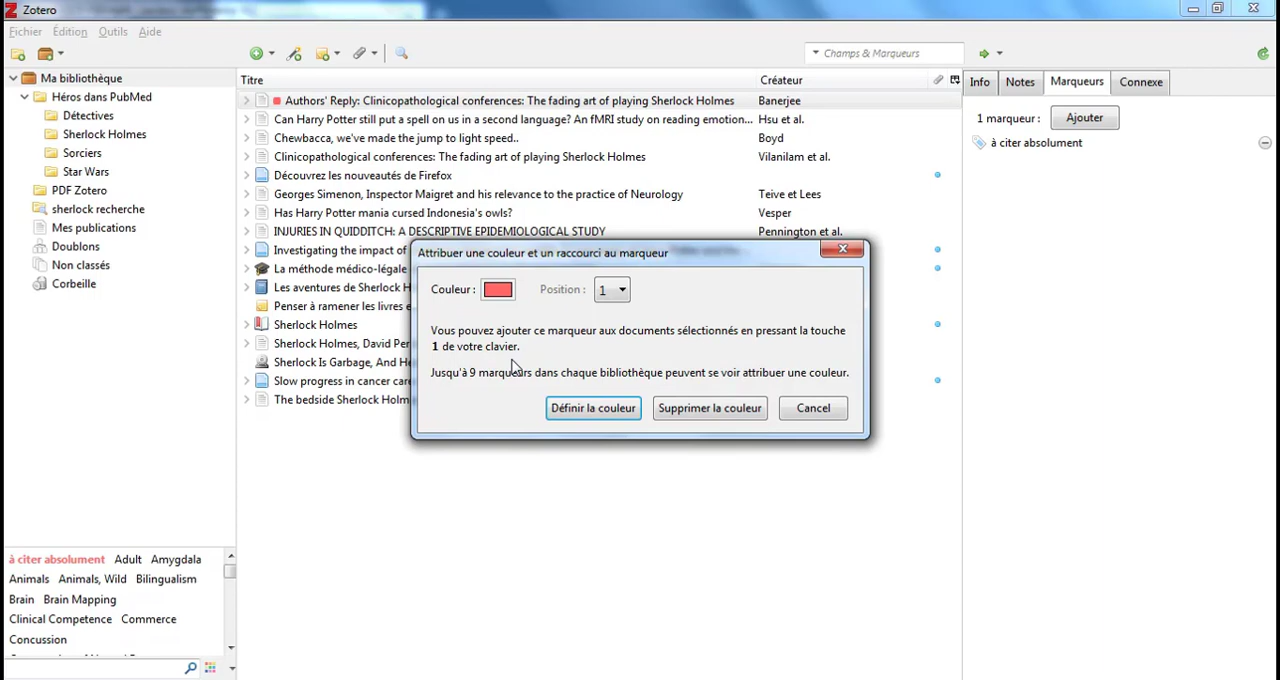 Zotero
Fichier Édition Outils Aide
Champs & Marqueurs
Ma bibliothèque
Héros dans PubMed
Détectives
Sherlock Holmes
Sorciers
Star Wars
PDF Zotero
sherlock recherche
Mes publications
Doublons
Non classés
Corbeille
Titre Créateur
Authors' Reply: Clinicopathological conferences: The fading art of playing Sherlock Holmes Banerjee
Can Harry Potter still put a spell on us in a second language? An fMRI study on reading emotion... Hsu et al.
Chewbacca, we've made the jump to light speed.. Boyd
Clinicopathological conferences: The fading art of playing Sherlock Holmes Vilanilam et al.
Découvrez les nouveautés de Firefox
Georges Simenon, Inspector Maigret and his relevance to the practice of Neurology Teive et Lees
Has Harry Potter mania cursed Indonesia's owls? Vesper
INJURIES IN QUIDDITCH: A DESCRIPTIVE EPIDEMIOLOGICAL STUDY Pennington et al.
Investigating the impact of
La méthode médico-légale
Les aventures de Sherlock H
Penser à ramener les livres e
Sherlock Holmes
Sherlock Holmes, David Per
Sherlock Is Garbage, And He
Slow progress in cancer care
The bedside Sherlock Holm
Info Notes Marqueurs Connexe
1 marqueur : Ajouter
à citer absolument
Attribuer une couleur et un raccourci au marqueur
Couleur : Position : 1
Vous pouvez ajouter ce marqueur aux documents sélectionnés en pressant la touche
1 de votre clavier.
Jusqu'à 9 marqueurs dans chaque bibliothèque peuvent se voir attribuer une couleur.
Définir la couleur Supprimer la couleur Cancel
à citer absolument Adult Amygdala
Animals Animals, Wild Bilingualism
Brain Brain Mapping
Clinical Competence Commerce
Concussion